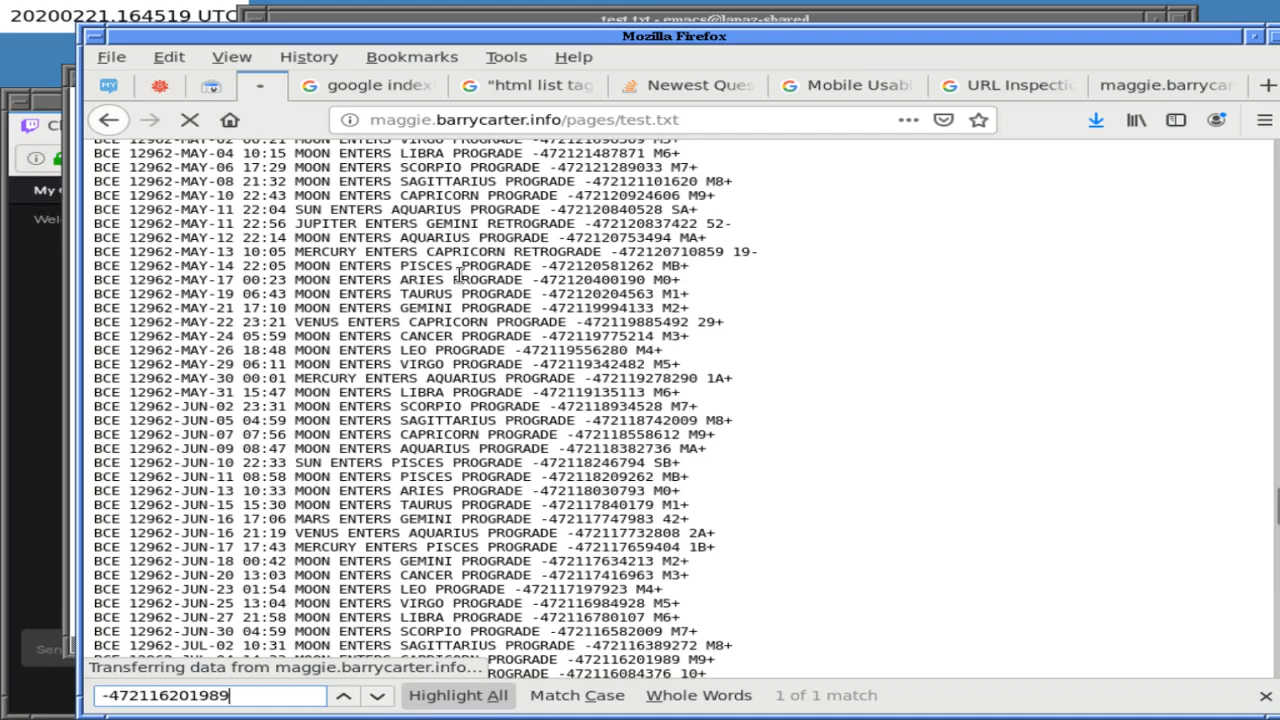 20200221.164519 UTC
test.txt - emacs@lanaz-shared
Mozilla Firefox
File Edit View History Bookmarks Tools Help
google index "html list tag Newest Ques Mobile Usabi URL Inspectio maggie.barrycar
maggie.barrycarter.info/pages/test.txt
My
Wel
Sen
BCE 12962-MAY-04 10:15 MOON ENTERS LIBRA PROGRADE -472121487871 M6+
BCE 12962-MAY-06 17:29 MOON ENTERS SCORPIO PROGRADE -472121289033 M7+
BCE 12962-MAY-08 21:32 MOON ENTERS SAGITTARIUS PROGRADE -472121101620 M8+
BCE 12962-MAY-10 22:43 MOON ENTERS CAPRICORN PROGRADE -472120924606 M9+
BCE 12962-MAY-11 22:04 SUN ENTERS AQUARIUS PROGRADE -472120840528 SA+
BCE 12962-MAY-11 22:56 JUPITER ENTERS GEMINI RETROGRADE -472120837422 52-
BCE 12962-MAY-12 22:14 MOON ENTERS AQUARIUS PROGRADE -472120753494 MA+
BCE 12962-MAY-13 10:05 MERCURY ENTERS CAPRICORN RETROGRADE -472120710859 19-
BCE 12962-MAY-14 22:05 MOON ENTERS PISCES PROGRADE -472120581262 MB+
BCE 12962-MAY-17 00:23 MOON ENTERS ARIES PROGRADE -472120400190 M0+
BCE 12962-MAY-19 06:43 MOON ENTERS TAURUS PROGRADE -472120204563 M1+
BCE 12962-MAY-21 17:10 MOON ENTERS GEMINI PROGRADE -472119994133 M2+
BCE 12962-MAY-22 23:21 VENUS ENTERS CAPRICORN PROGRADE -472119885492 29+
BCE 12962-MAY-24 05:59 MOON ENTERS CANCER PROGRADE -472119775214 M3+
BCE 12962-MAY-26 18:48 MOON ENTERS LEO PROGRADE -472119556280 M4+
BCE 12962-MAY-29 06:11 MOON ENTERS VIRGO PROGRADE -472119342482 M5+
BCE 12962-MAY-30 00:01 MERCURY ENTERS AQUARIUS PROGRADE -472119278290 1A+
BCE 12962-MAY-31 15:47 MOON ENTERS LIBRA PROGRADE -472119135113 M6+
BCE 12962-JUN-02 23:31 MOON ENTERS SCORPIO PROGRADE -472118934528 M7+
BCE 12962-JUN-05 04:59 MOON ENTERS SAGITTARIUS PROGRADE -472118742009 M8+
BCE 12962-JUN-07 07:56 MOON ENTERS CAPRICORN PROGRADE -472118558612 M9+
BCE 12962-JUN-09 08:47 MOON ENTERS AQUARIUS PROGRADE -472118382736 MA+
BCE 12962-JUN-10 22:33 SUN ENTERS PISCES PROGRADE -472118246794 SB+
BCE 12962-JUN-11 08:58 MOON ENTERS PISCES PROGRADE -472118209262 MB+
BCE 12962-JUN-13 10:33 MOON ENTERS ARIES PROGRADE -472118030793 M0+
BCE 12962-JUN-15 15:30 MOON ENTERS TAURUS PROGRADE -472117840179 M1+
BCE 12962-JUN-16 17:06 MARS ENTERS GEMINI PROGRADE -472117747983 42+
BCE 12962-JUN-16 21:19 VENUS ENTERS AQUARIUS PROGRADE -472117732808 2A+
BCE 12962-JUN-17 17:43 MERCURY ENTERS PISCES PROGRADE -472117659404 1B+
BCE 12962-JUN-18 00:42 MOON ENTERS GEMINI PROGRADE -472117634213 M2+
BCE 12962-JUN-20 13:03 MOON ENTERS CANCER PROGRADE -472117416963 M3+
BCE 12962-JUN-23 01:54 MOON ENTERS LEO PROGRADE -472117197923 M4+
BCE 12962-JUN-25 13:04 MOON ENTERS VIRGO PROGRADE -472116984928 M5+
BCE 12962-JUN-27 21:58 MOON ENTERS LIBRA PROGRADE -472116780107 M6+
BCE 12962-JUN-30 04:59 MOON ENTERS SCORPIO PROGRADE -472116582009 M7+
BCE 12962-JUL-02 10:31 MOON ENTERS SAGITTARIUS PROGRADE -472116389272 M8+
ORN PROGRADE -472116201989 M9+
ROGRADE -472116084376 10+
Transferring data from maggie.barrycarter.info...
-472116201989 Highlight All Match Case Whole Words 1 of 1 match